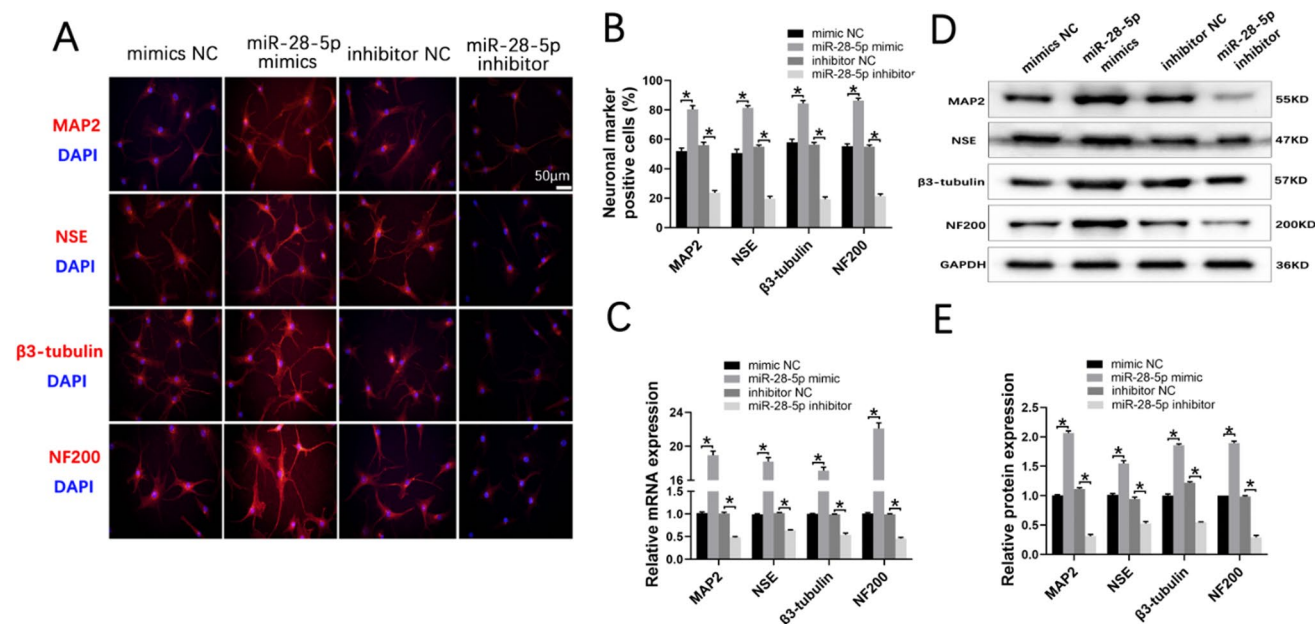 A
mimics NC
miR-28-5p
mimics
inhibitor NC
miR-28-5p
inhibitor
MAP2
DAPI
50μm
NSE
DAPI
β3-tubulin
DAPI
NF200
DAPI
B
mimic NC
miR-28-5p mimic
inhibitor NC
miR-28-5p inhibitor
Neuronal marker
positive cells (%)
100
80
60
40
20
0
* * * * * * * *
MAP2
NSE
β3-tubulin
NF200
C
mimic NC
miR-28-5p mimic
inhibitor NC
miR-28-5p inhibitor
Relative mRNA expression
24
22
20
18
16
1.5
1.0
0.5
0.0
* * * * * * * *
MAP2
NSE
β3-tubulin
NF200
D
mimics NC
miR-28-5p
mimics
inhibitor NC
miR-28-5p
inhibitor
MAP2 55KD
NSE 47KD
β3-tubulin 57KD
NF200 200KD
GAPDH 36KD
E
mimic NC
miR-28-5p mimic
inhibitor NC
miR-28-5p inhibitor
Relative protein expression
2.5
2.0
1.5
1.0
0.5
0.0
* * * * * * * *
MAP2
NSE
β3-tubulin
NF200